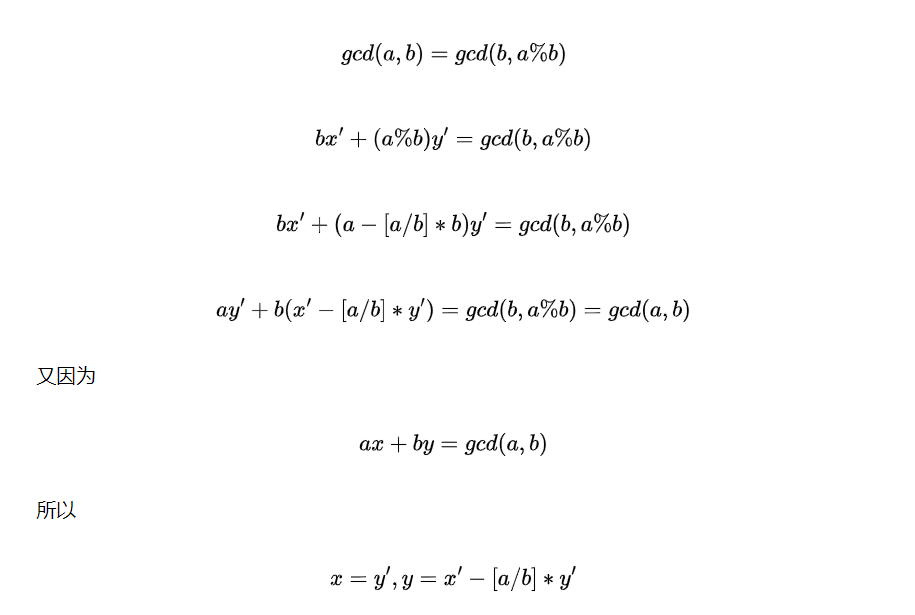 gcd(a, b) = gcd(b, a%b)
bx′ + (a%b)y′ = gcd(b, a%b)
bx′ + (a − [a/b] ∗ b)y′ = gcd(b, a%b)
ay′ + b(x′ − [a/b] ∗ y′) = gcd(b, a%b) = gcd(a, b)
又因为
ax + by = gcd(a, b)
所以
x = y′, y = x′ − [a/b] ∗ y′